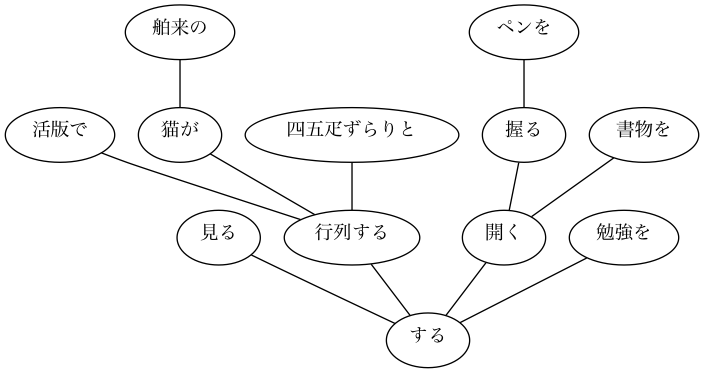 舶来の
ペンを
活版で
猫が
四五疋ずらりと
握る
書物を
見る
行列する
開く
勉強を
する